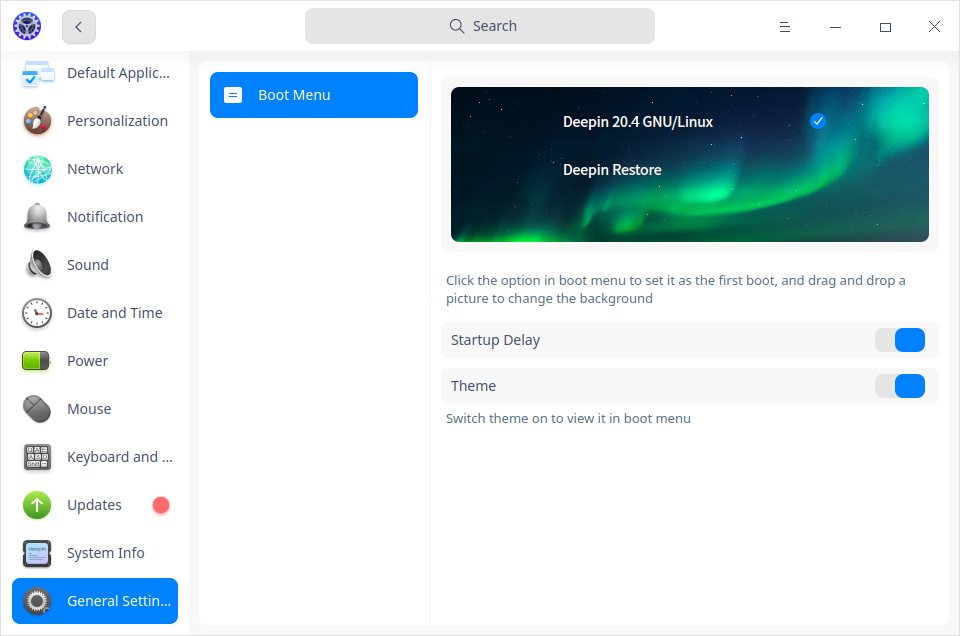 Search
Default Applic...
Personalization
Network
Notification
Sound
Date and Time
Power
Mouse
Keyboard and ...
Updates
System Info
General Settin...
Boot Menu
Deepin 20.4 GNU/Linux
Deepin Restore
Click the option in boot menu to set it as the first boot, and drag and drop a
picture to change the background
Startup Delay
Theme
Switch theme on to view it in boot menu